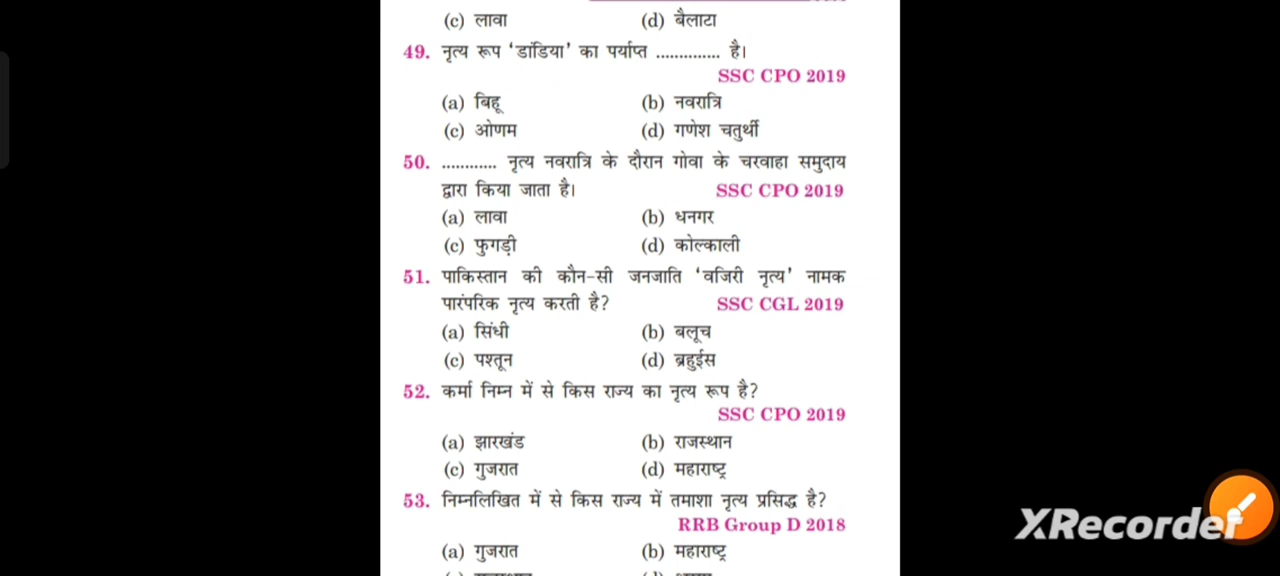 (c) लावा (d) बैलाटा
49. नृत्य रूप ‘डांडिया’ का पर्याप्त .............. है।
SSC CPO 2019
(a) बिहू (b) नवरात्रि
(c) ओणम (d) गणेश चतुर्थी
50. ............ नृत्य नवरात्रि के दौरान गोवा के चरवाहा समुदाय
द्वारा किया जाता है। SSC CPO 2019
(a) लावा (b) धनगर
(c) फुगड़ी (d) कोल्काली
51. पाकिस्तान की कौन-सी जनजाति ‘वजिरी नृत्य’ नामक
पारंपरिक नृत्य करती है? SSC CGL 2019
(a) सिंधी (b) बलूच
(c) पश्तून (d) ब्रहुईस
52. कर्मा निम्न में से किस राज्य का नृत्य रूप है?
SSC CPO 2019
(a) झारखंड (b) राजस्थान
(c) गुजरात (d) महाराष्ट्र
53. निम्नलिखित में से किस राज्य में तमाशा नृत्य प्रसिद्ध है?
RRB Group D 2018
(a) गुजरात (b) महाराष्ट्र
XRecorder